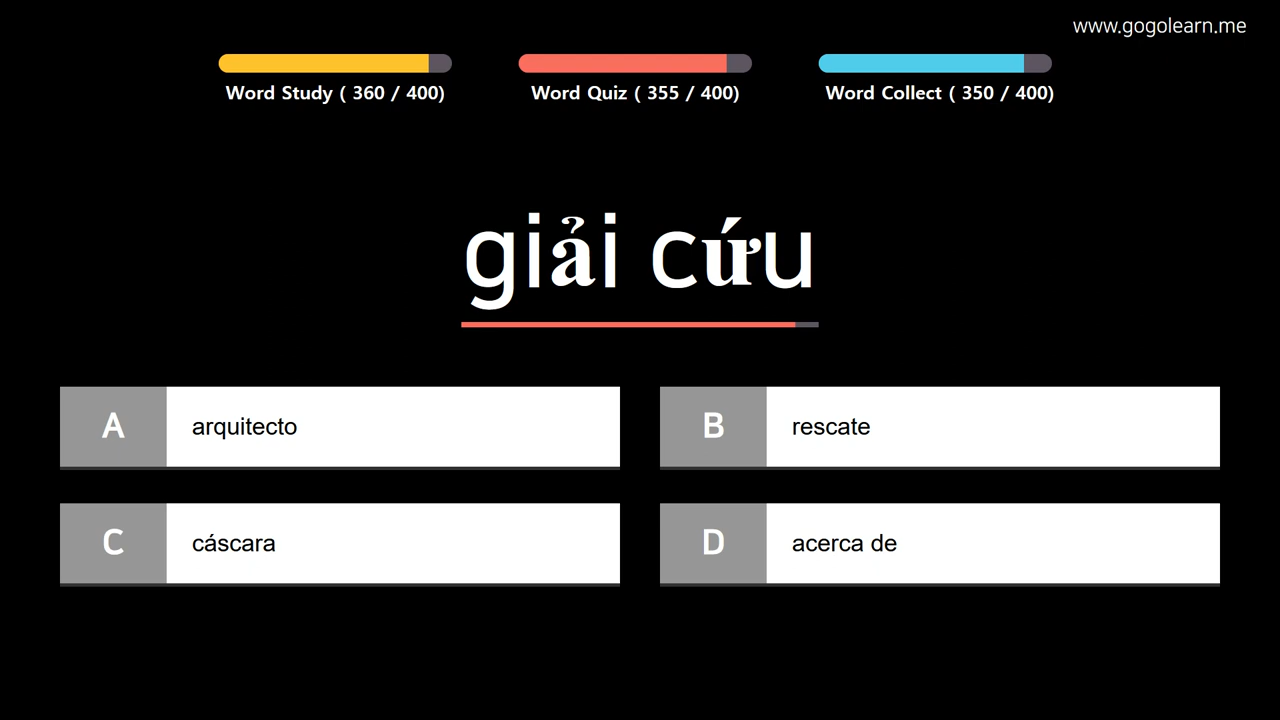 www.gogolearn.me
Word Study ( 360 / 400)
Word Quiz ( 355 / 400)
Word Collect ( 350 / 400)
giải cứu
A arquitecto
B rescate
C cáscara
D acerca de